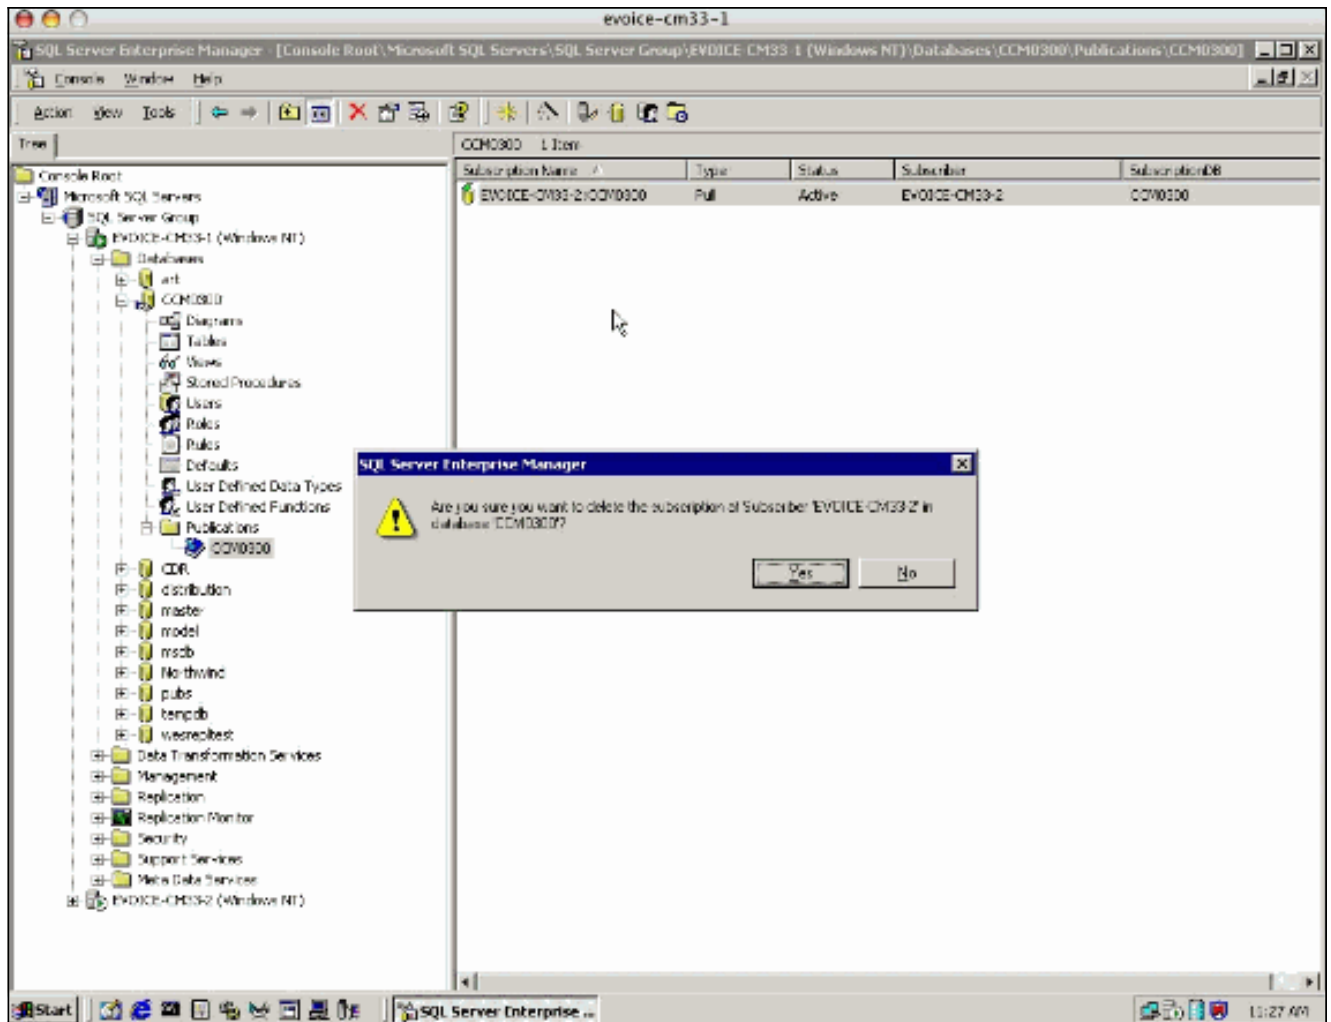 evoice-cm33-1
SQL Server Enterprise Manager - [Console Root\Microsoft SQL Servers\SQL Server Group\EVOICE-CM33-1 (Windows NT)\Databases\CCM0300\Publications\CCM0300]
Console Window Help
Action View Tools
Tree
CCM0300 1 Item
Subscription Name Type Status Subscriber SubscriptionDB
EVOICE-CM33-2:CCM0300 Pull Active EVOICE-CM33-2 CCM0300
Console Root
Microsoft SQL Servers
SQL Server Group
EVOICE-CM33-1 (Windows NT)
Databases
art
CCM0300
Diagrams
Tables
Views
Stored Procedures
Users
Roles
Rules
Defaults
User Defined Data Types
User Defined Functions
Publications
CCM0300
CDR
distribution
master
model
msdb
Northwind
pubs
tempdb
wesrepltest
Data Transformation Services
Management
Replication
Replication Monitor
Security
Support Services
Meta Data Services
EVOICE-CM33-2 (Windows NT)
SQL Server Enterprise Manager
Are you sure you want to delete the subscription at Subscriber 'EVOICE-CM33-2' in
database 'CCM0300'?
Yes No
Start SQL Server Enterprise ... 11:27 AM